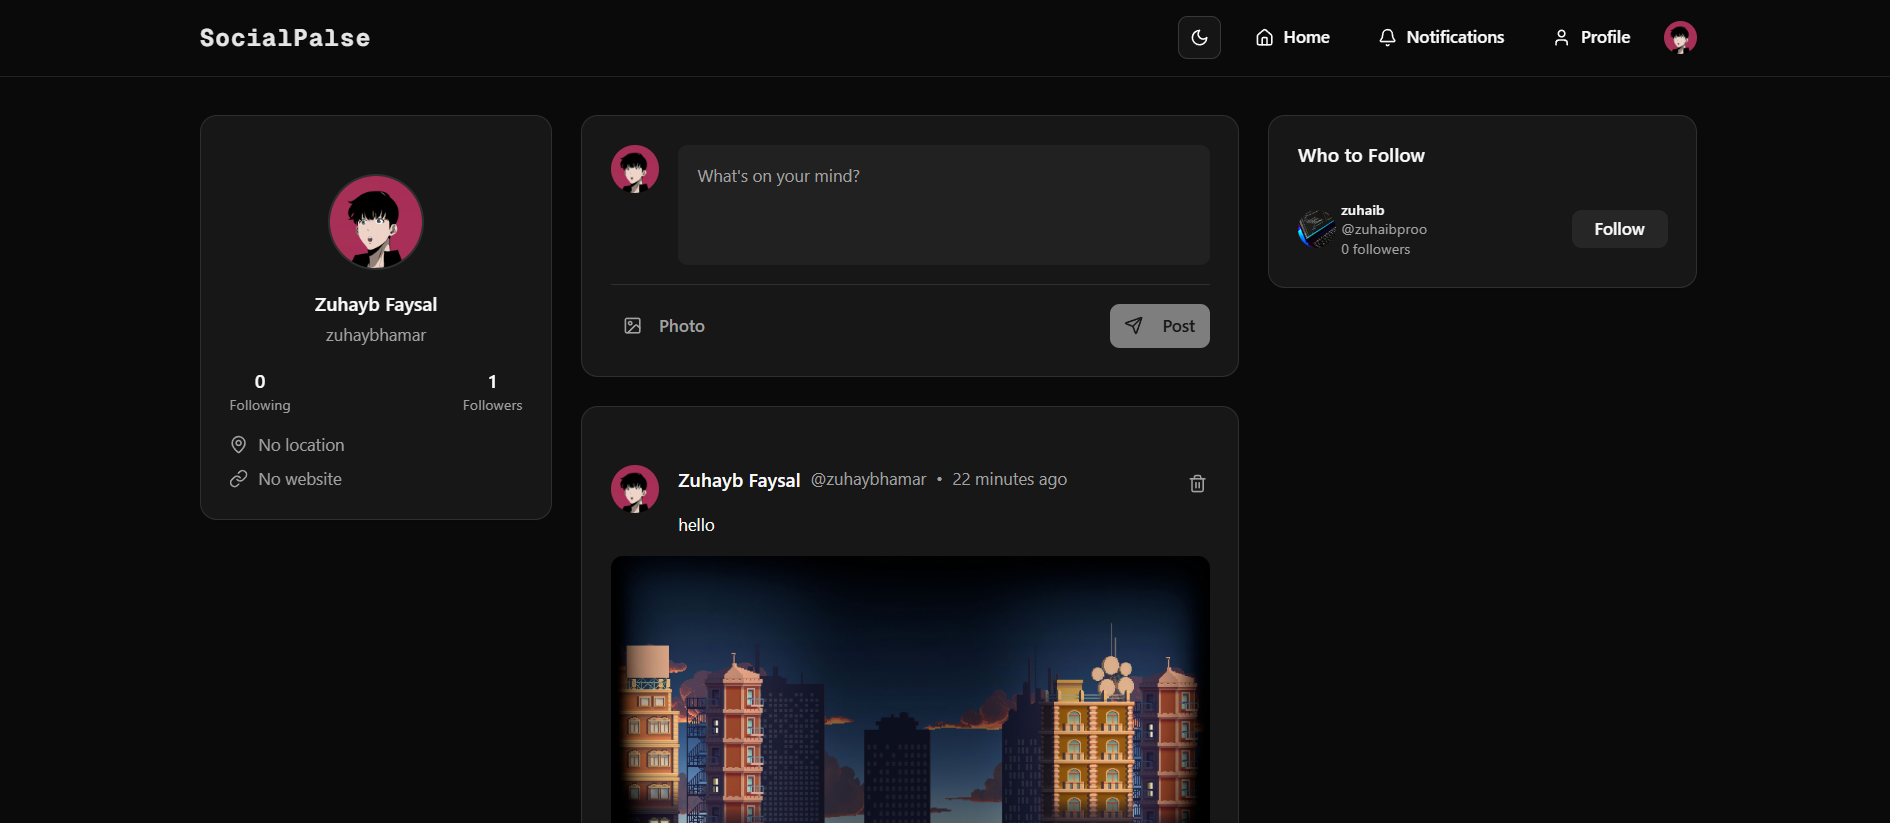 SocialPalse
Home
Notifications
Profile
Zuhayb Faysal
zuhaybhamar
0
Following
1
Followers
No location
No website
What's on your mind?
Photo
Post
Zuhayb Faysal @zuhaybhamar • 22 minutes ago
hello
Who to Follow
zuhaib
@zuhaibproo
0 followers
Follow